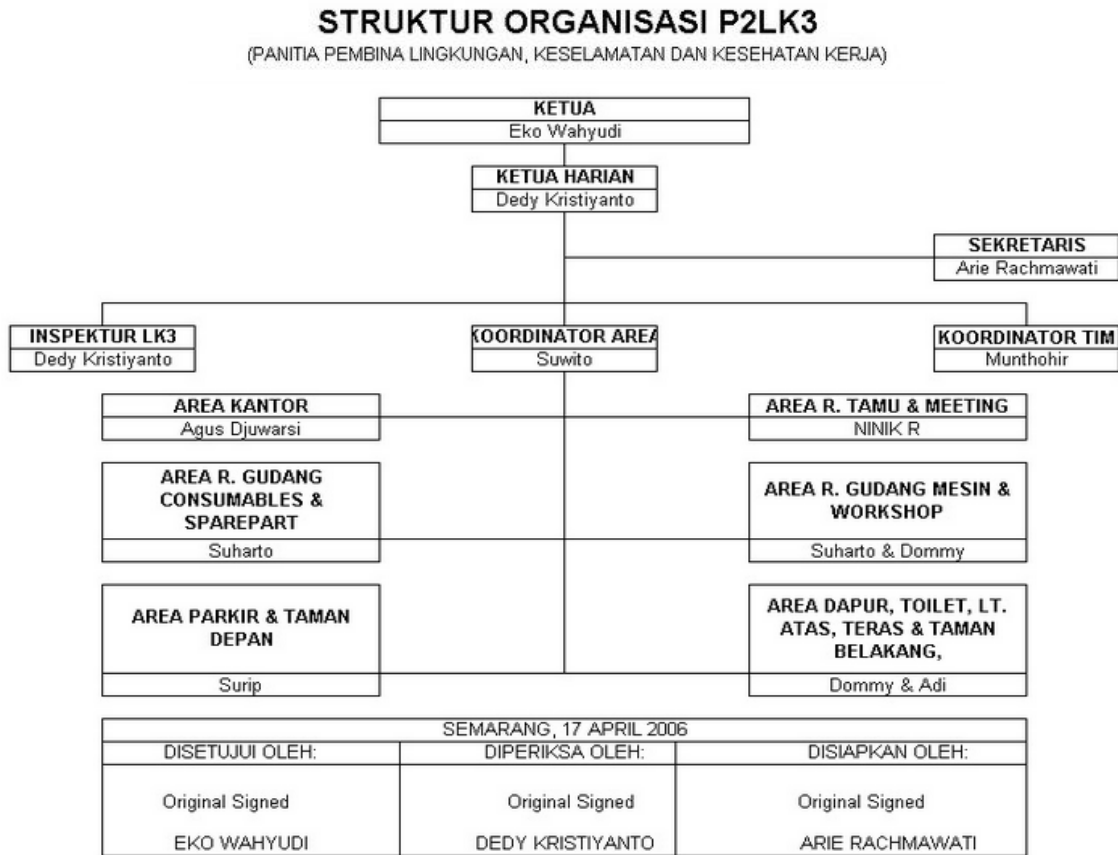 STRUKTUR ORGANISASI P2LK3
(PANITIA PEMBINA LINGKUNGAN, KESELAMATAN DAN KESEHATAN KERJA)
KETUA
Eko Wahyudi
KETUA HARIAN
Dedy Kristiyanto
SEKRETARIS
Arie Rachmawati
INSPEKTUR LK3
Dedy Kristiyanto
KOORDINATOR AREA
Suwito
KOORDINATOR TIM
Munthohir
AREA KANTOR
Agus Djuwarsi
AREA R. TAMU & MEETING
NINIK R
AREA R. GUDANG
CONSUMABLES &
SPAREPART
Suharto
AREA R. GUDANG MESIN &
WORKSHOP
Suharto & Dommy
AREA PARKIR & TAMAN
DEPAN
Surip
AREA DAPUR, TOILET, LT.
ATAS, TERAS & TAMAN
BELAKANG,
Dommy & Adi
SEMARANG, 17 APRIL 2006
DISETUJUI OLEH:
Original Signed
EKO WAHYUDI
DIPERIKSA OLEH:
Original Signed
DEDY KRISTIYANTO
DISIAPKAN OLEH:
Original Signed
ARIE RACHMAWATI